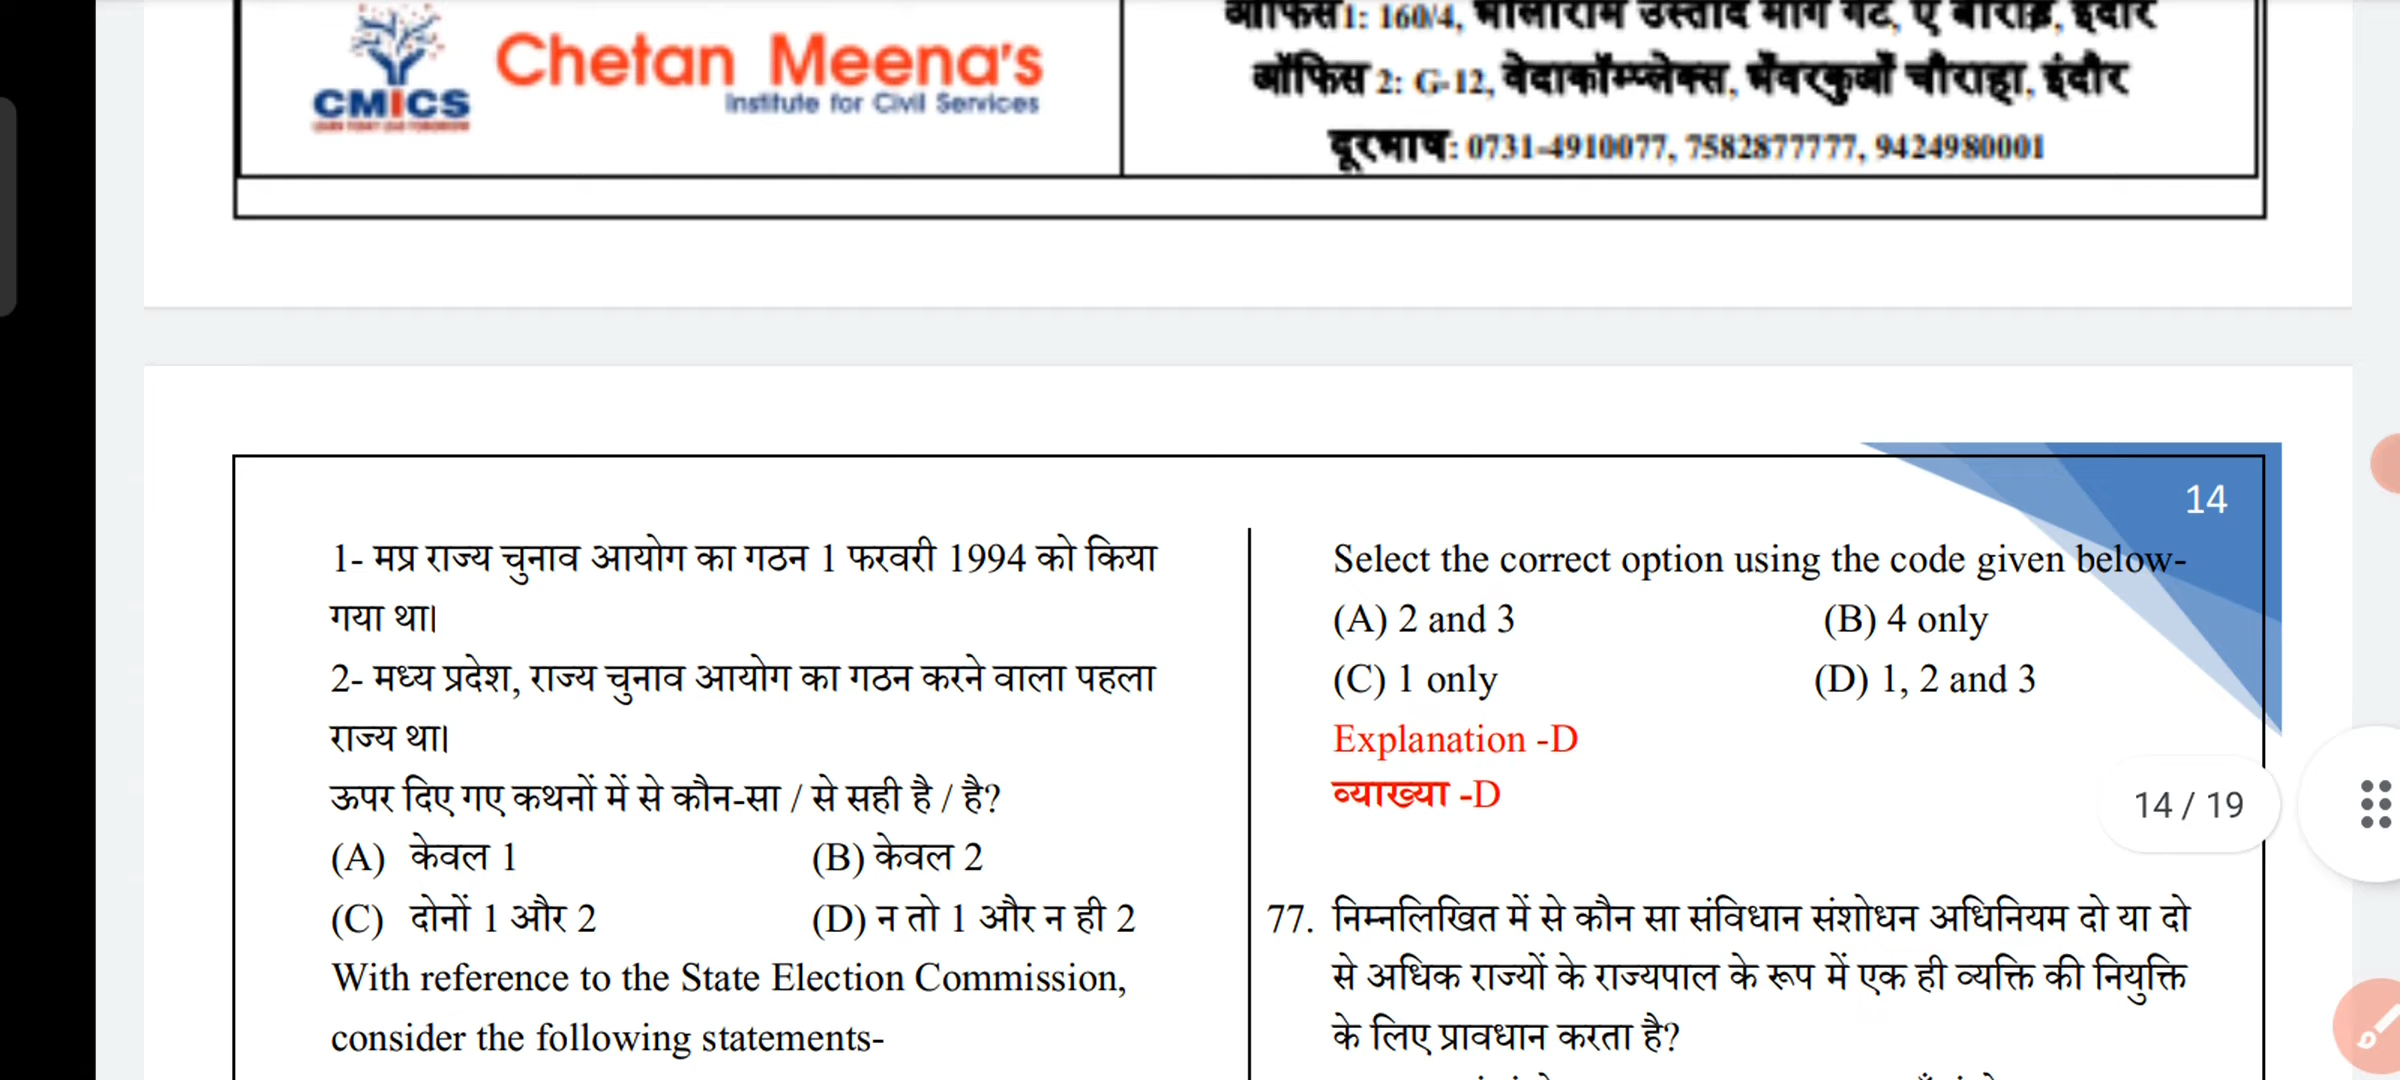 CMICS
Chetan Meena's
Institute for Civil Services
ऑफिस1: 160/4, भोलाराम उस्ताद मार्ग गेट, ए बीरोड़, इंदौर
ऑफिस 2: G-12, वेदाकॉम्प्लेक्स, भँवरकुआँ चौराहा, इंदौर
दूरभाष: 0731-4910077, 7582877777, 9424980001
14
1- मप्र राज्य चुनाव आयोग का गठन 1 फरवरी 1994 को किया
गया था।
2- मध्य प्रदेश, राज्य चुनाव आयोग का गठन करने वाला पहला
राज्य था।
ऊपर दिए गए कथनों में से कौन-सा / से सही है / है?
(A) केवल 1 (B) केवल 2
(C) दोनों 1 और 2 (D) न तो 1 और न ही 2
With reference to the State Election Commission,
consider the following statements-
Select the correct option using the code given below-
(A) 2 and 3 (B) 4 only
(C) 1 only (D) 1, 2 and 3
Explanation -D
व्याख्या -D
77. निम्नलिखित में से कौन सा संविधान संशोधन अधिनियम दो या दो
से अधिक राज्यों के राज्यपाल के रूप में एक ही व्यक्ति की नियुक्ति
के लिए प्रावधान करता है?
14 / 19